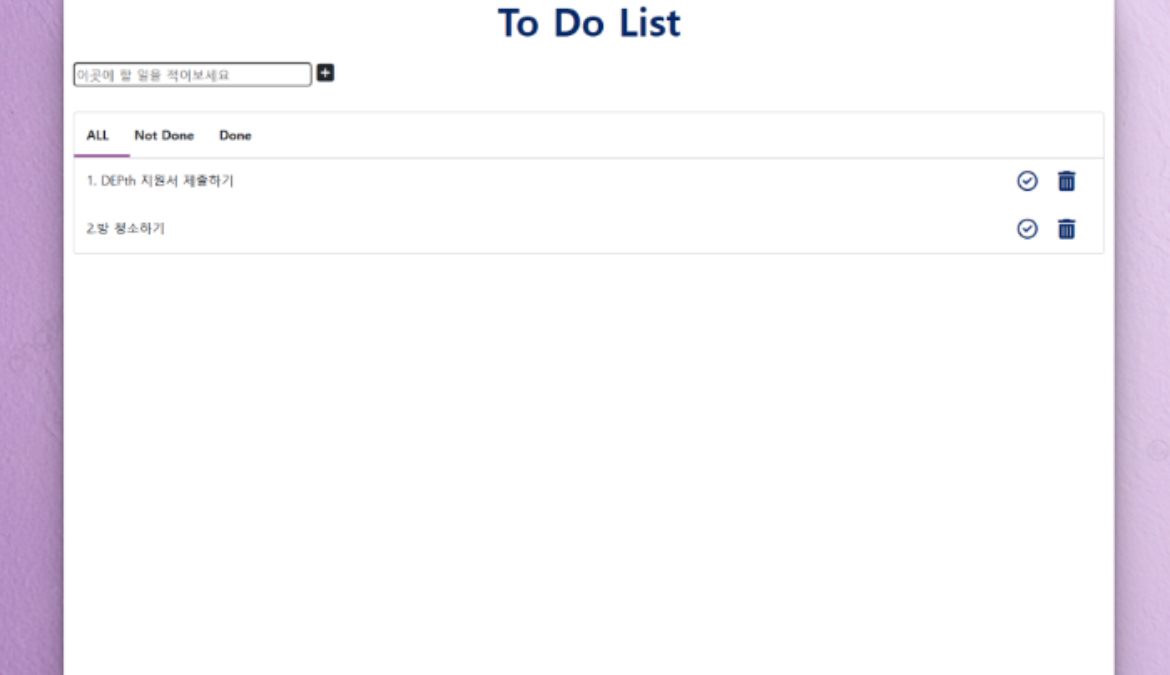 To Do List
이곳에 할 일을 적어보세요
ALL Not Done Done
1. DEPth 지원서 제출하기
2.방 청소하기